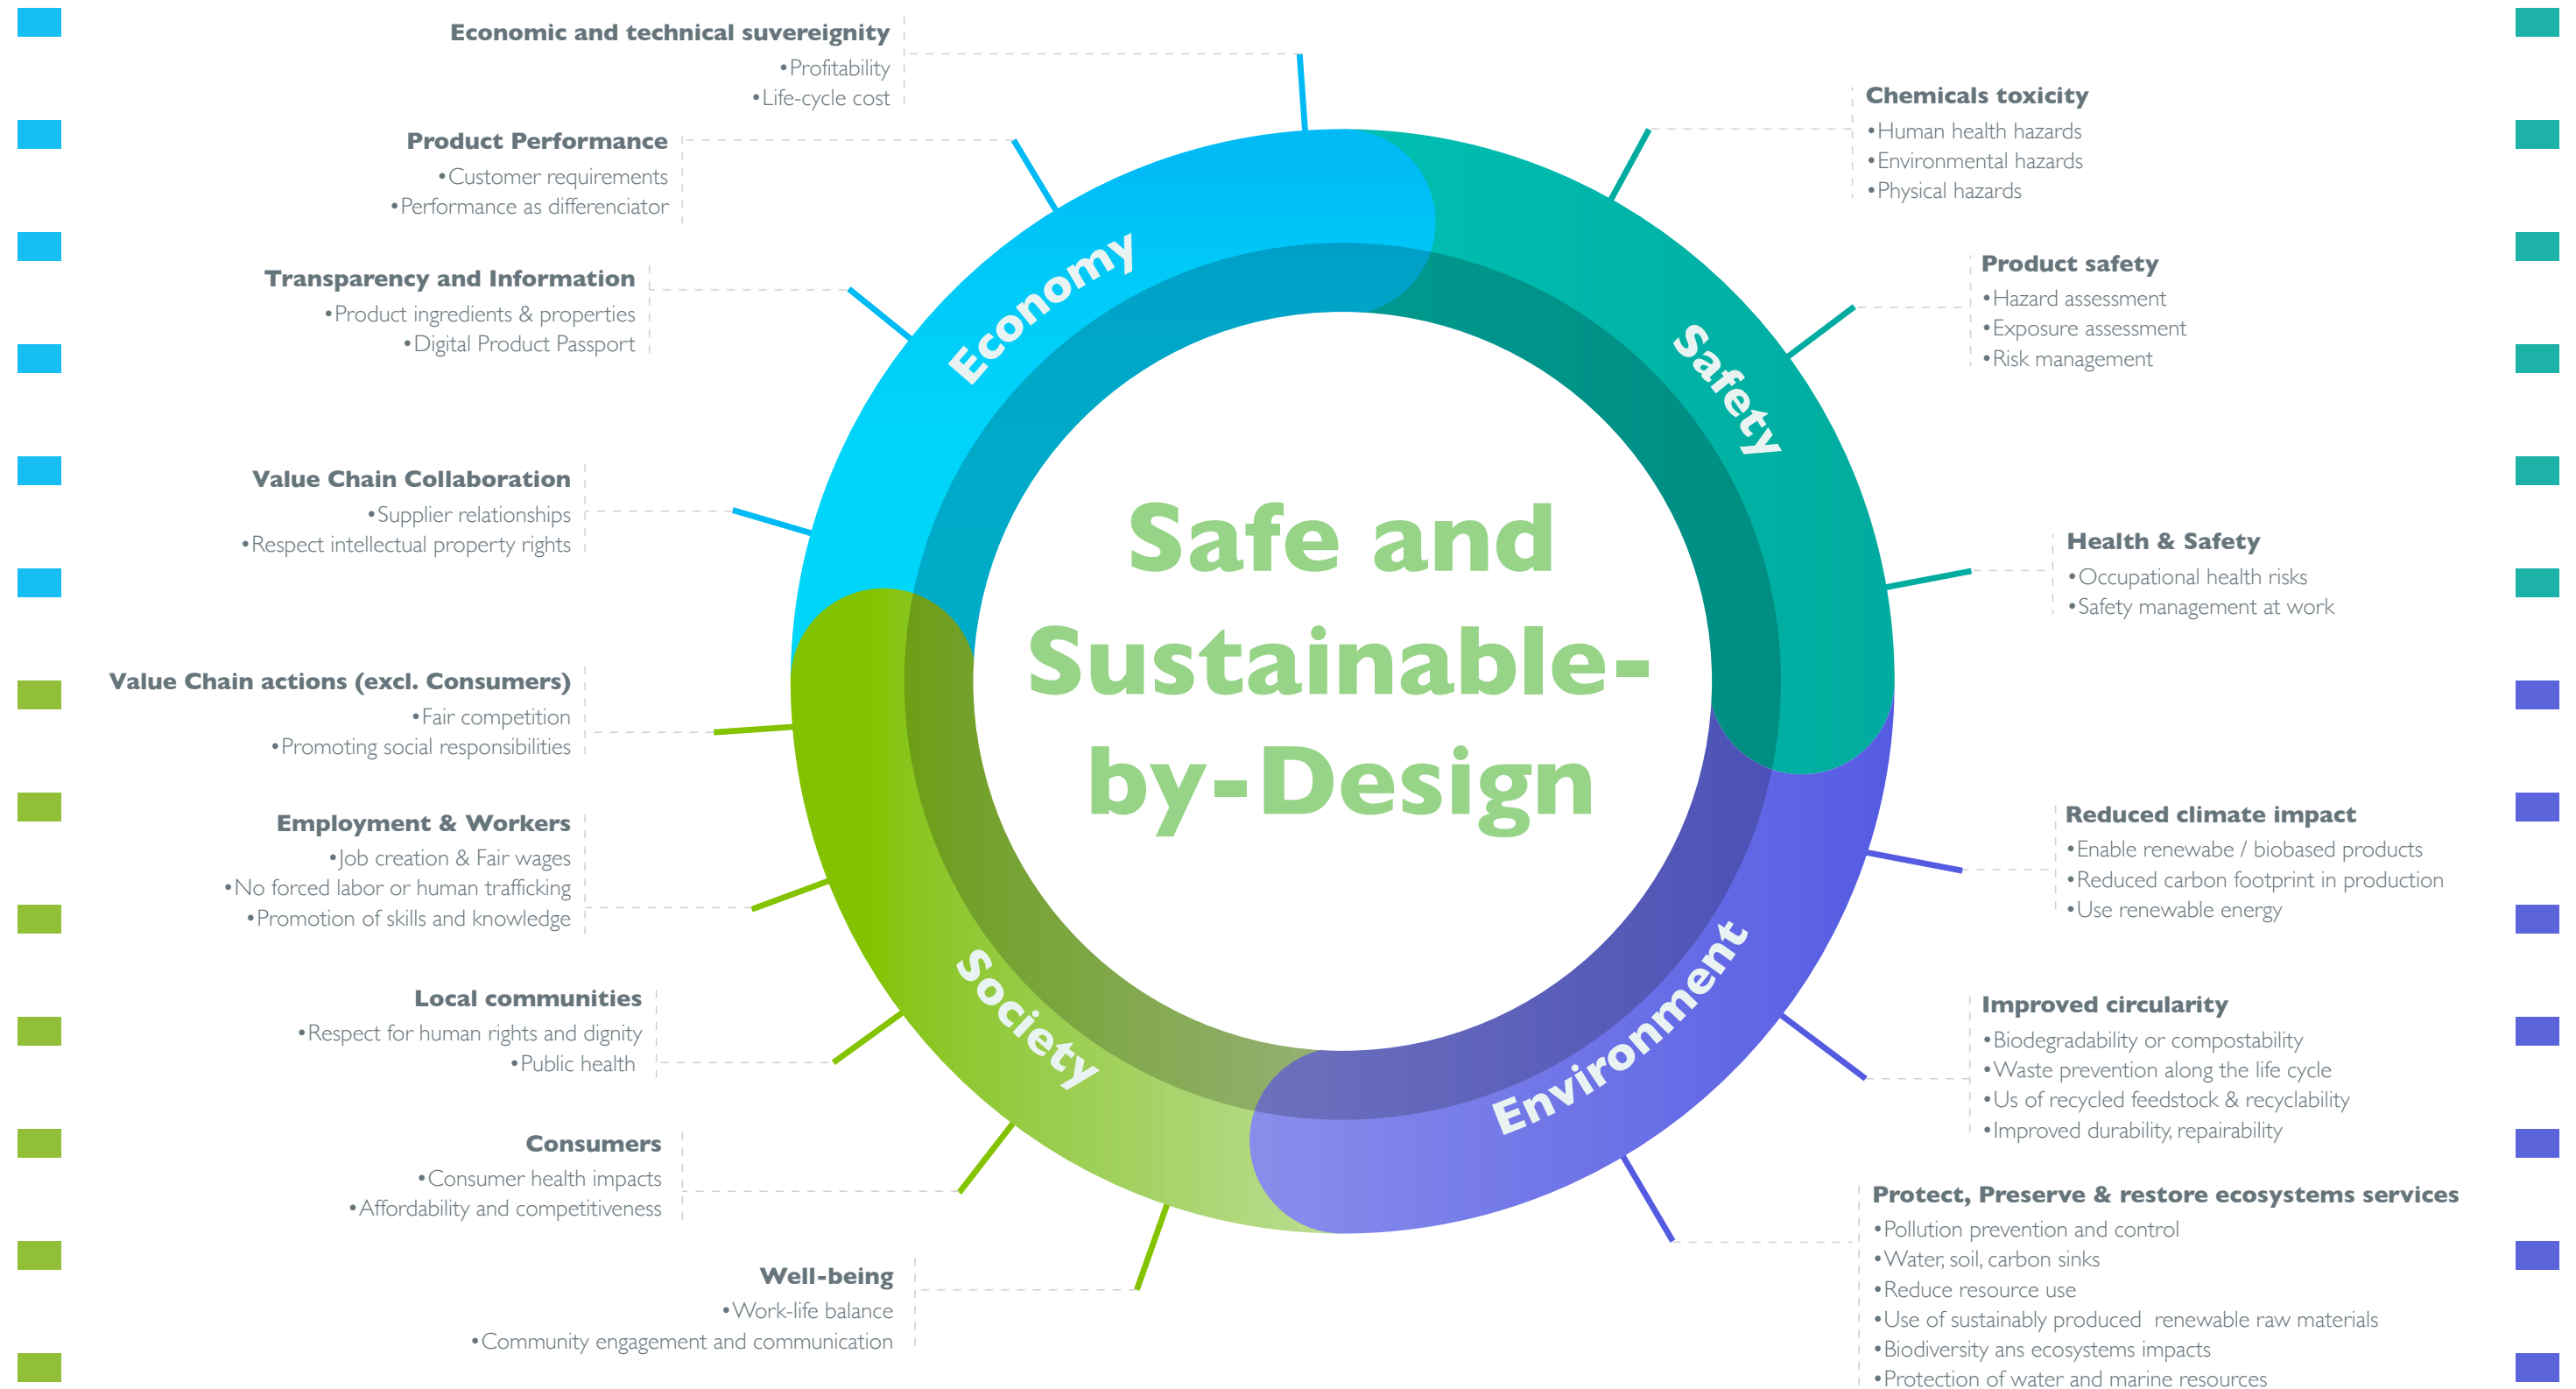 Economic and technical suvereignity
•Profitability
•Life-cycle cost
Product Performance
•Customer requirements
•Performance as differenciator
Transparency and Information
•Product ingredients & properties
•Digital Product Passport
Value Chain Collaboration
•Supplier relationships
•Respect intellectual property rights
Value Chain actions (excl. Consumers)
•Fair competition
•Promoting social responsibilities
Employment & Workers
•Job creation & Fair wages
•No forced labor or human trafficking
•Promotion of skills and knowledge
Local communities
•Respect for human rights and dignity
•Public health
Consumers
•Consumer health impacts
•Affordability and competitiveness
Well-being
•Work-life balance
•Community engagement and communication
Economy
Safety
Society
Environment
Safe and
Sustainable-
by-Design
Chemicals toxicity
•Human health hazards
•Environmental hazards
•Physical hazards
Product safety
•Hazard assessment
•Exposure assessment
•Risk management
Health & Safety
•Occupational health risks
•Safety management at work
Reduced climate impact
•Enable renewabe / biobased products
•Reduced carbon footprint in production
•Use renewable energy
Improved circularity
•Biodegradability or compostability
•Waste prevention along the life cycle
•Us of recycled feedstock & recyclability
•Improved durability, repairability
Protect, Preserve & restore ecosystems services
•Pollution prevention and control
•Water, soil, carbon sinks
•Reduce resource use
•Use of sustainably produced renewable raw materials
•Biodiversity ans ecosystems impacts
•Protection of water and marine resources